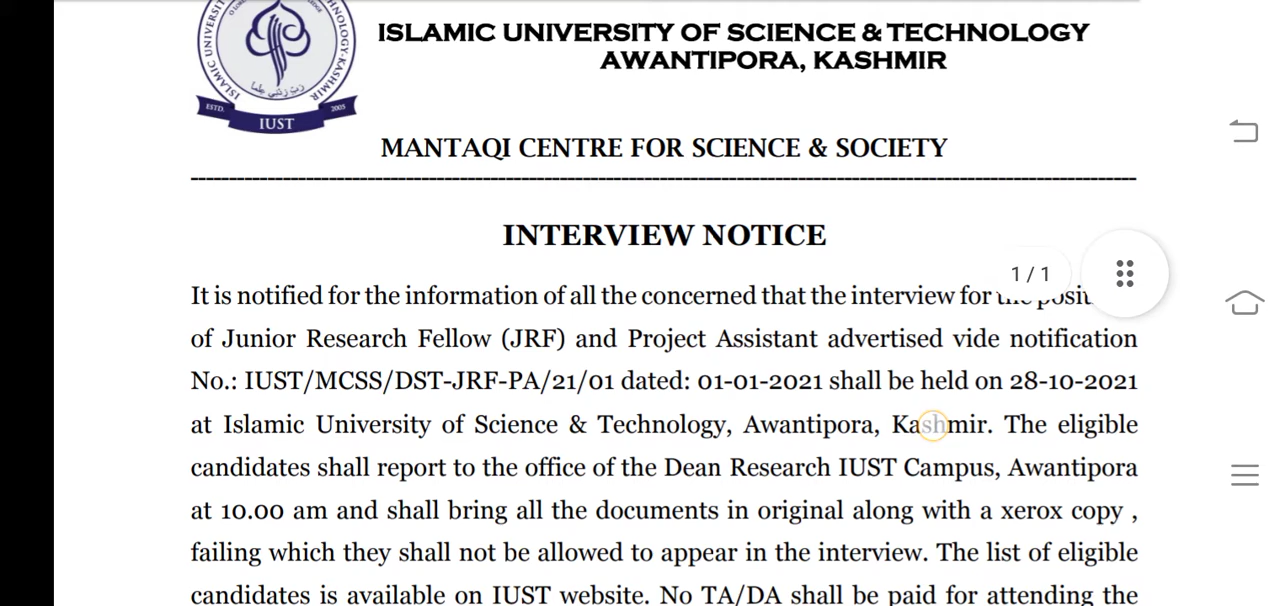 ISLAMIC UNIVERSITY OF SCIENCE & TECHNOLOGY
AWANTIPORA, KASHMIR
ESTD. 2005
IUST
MANTAQI CENTRE FOR SCIENCE & SOCIETY
INTERVIEW NOTICE
1 / 1
It is notified for the information of all the concerned that the interview for the
of Junior Research Fellow (JRF) and Project Assistant advertised vide notification
No.: IUST/MCSS/DST-JRF-PA/21/01 dated: 01-01-2021 shall be held on 28-10-2021
at Islamic University of Science & Technology, Awantipora, Kashmir. The eligible
candidates shall report to the office of the Dean Research IUST Campus, Awantipora
at 10.00 am and shall bring all the documents in original along with a xerox copy ,
failing which they shall not be allowed to appear in the interview. The list of eligible
candidates is available on IUST website. No TA/DA shall be paid for attending the